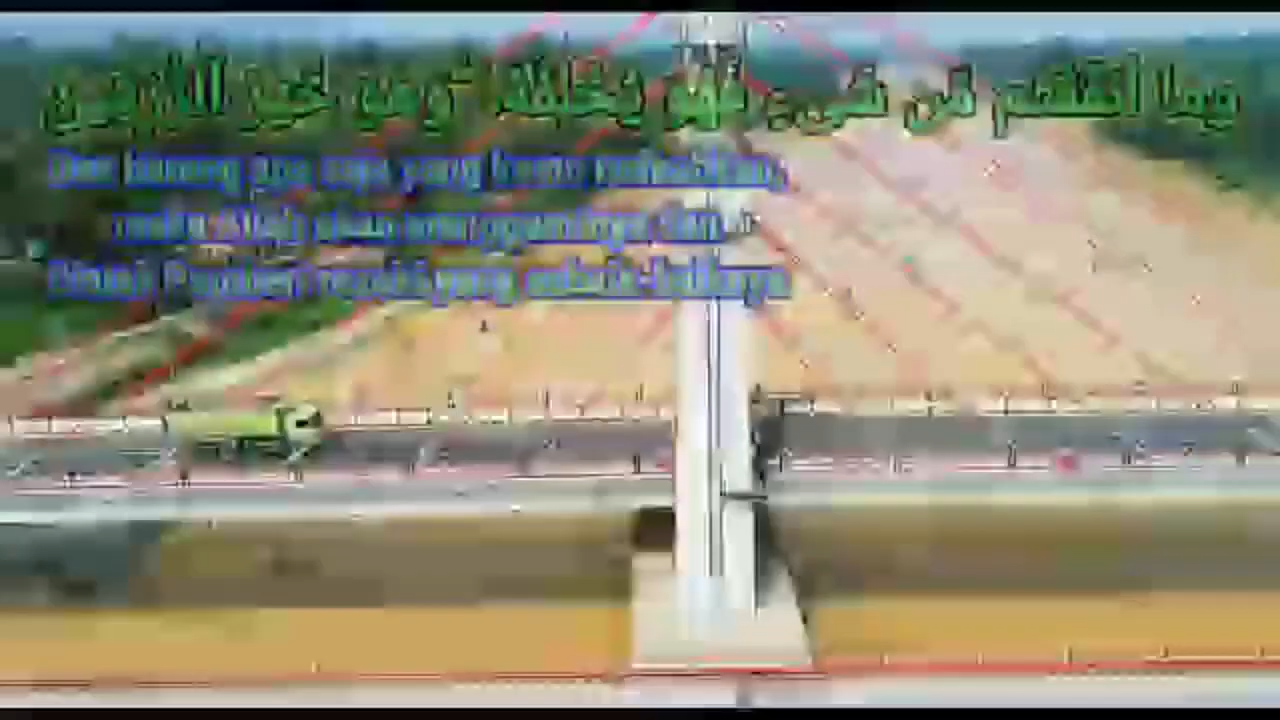 وما أنفقتم من شيء فهو يخلفه وهو خير الرازقين
Dan barang apa saja yang kamu nafkahkan,
maka Allah akan menggantinya dan
Dialah Pemberi rezeki yang sebaik-baiknya.